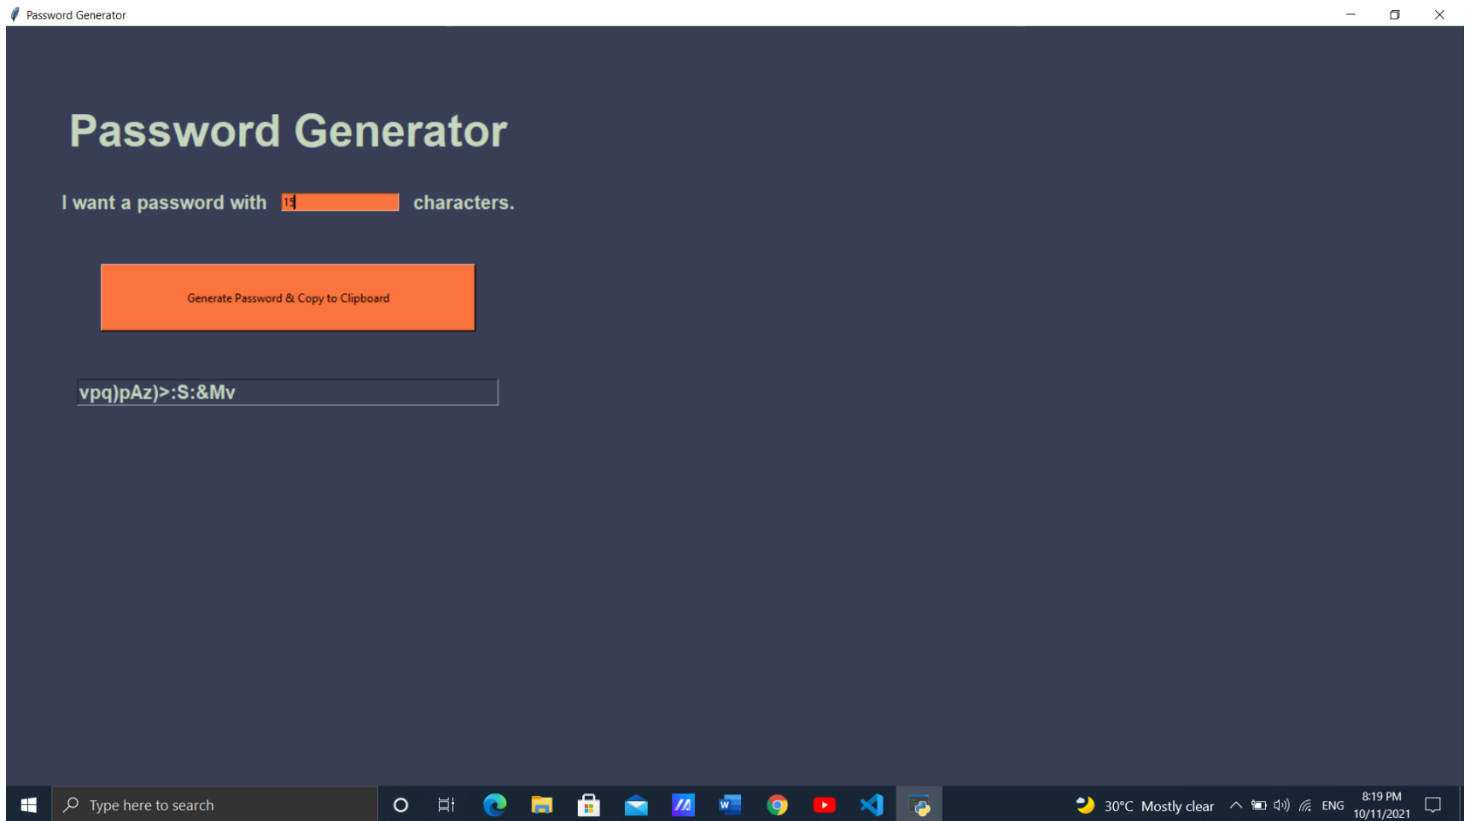 Password Generator
Password Generator
I want a password with 15 characters.
Generate Password & Copy to Clipboard
vpq)pAz)>:S:&Mv
Type here to search
W
30°C Mostly clear
ENG
8:19 PM
10/11/2021